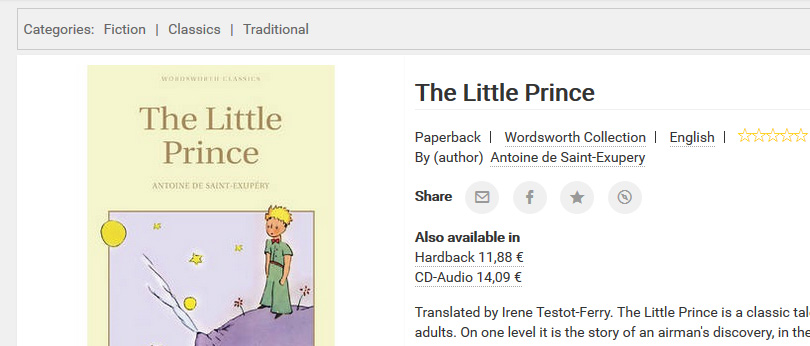 Categories: Fiction | Classics | Traditional
WORDSWORTH CLASSICS
The Little
Prince
ANTOINE DE SAINT-EXUPÉRY
The Little Prince
Paperback | Wordsworth Collection | English |
By (author) Antoine de Saint-Exupery
Share
Also available in
Hardback 11,88 €
CD-Audio 14,09 €
Translated by Irene Testot-Ferry. The Little Prince is a classic tal
adults. On one level it is the story of an airman's discovery, in the